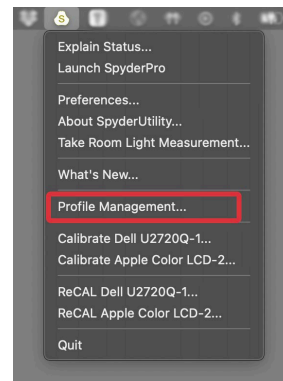 S
Explain Status...
Launch SpyderPro
Preferences...
About SpyderUtility...
Take Room Light Measurement...
What's New...
Profile Management...
Calibrate Dell U2720Q-1...
Calibrate Apple Color LCD-2...
ReCAL Dell U2720Q-1...
ReCAL Apple Color LCD-2...
Quit